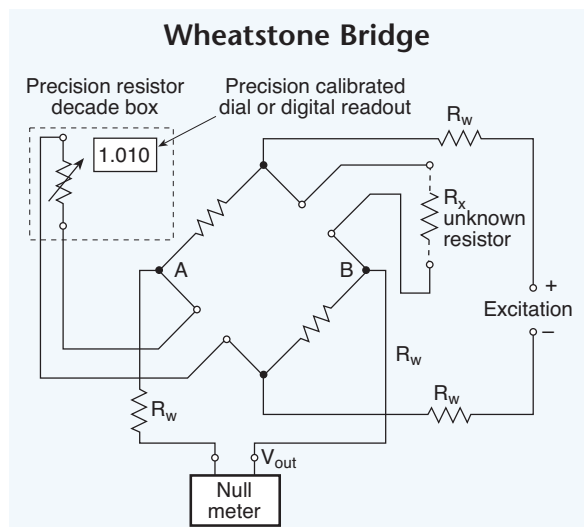 Wheatstone Bridge
Precision resistor
decade box
Precision calibrated
dial or digital readout
1.010
Rw
Rx
unknown
resistor
A
B
+
Excitation
–
Rw
Rw
Rw
Vout
Null
meter